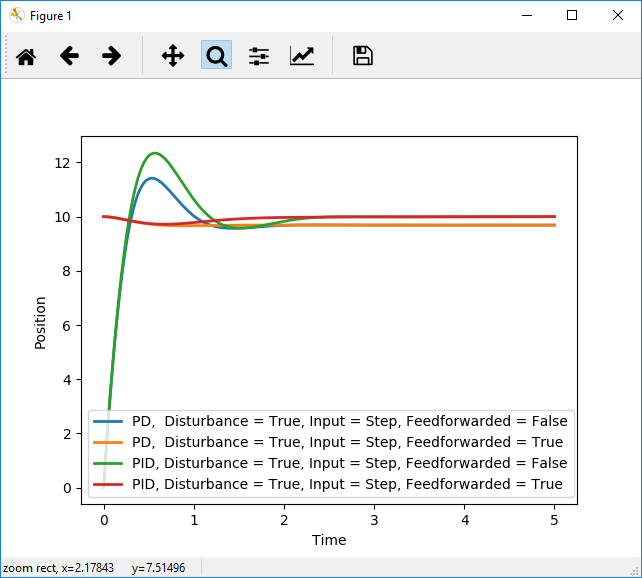 Figure 1
12
10
8
6
4
2
0
Position
PD,  Disturbance = True, Input = Step, Feedforwarded = False
PD,  Disturbance = True, Input = Step, Feedforwarded = True
PID, Disturbance = True, Input = Step, Feedforwarded = False
PID, Disturbance = True, Input = Step, Feedforwarded = True
0 1 2 3 4 5
Time
zoom rect, x=2.17843 y=7.51496